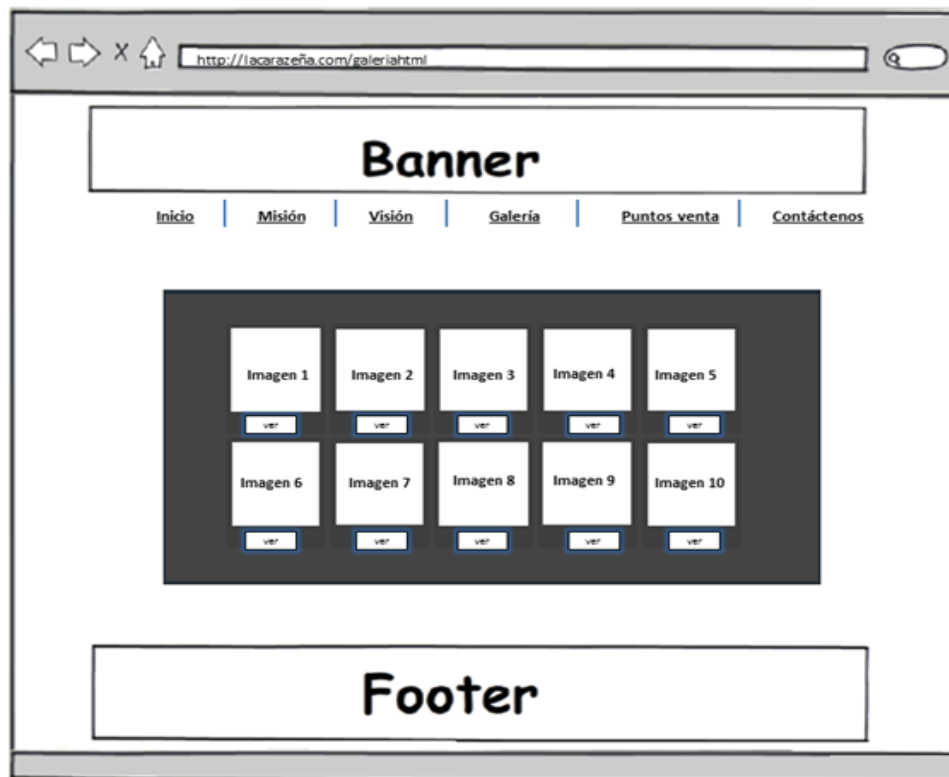 http://lacarazeña.com/galeriahtml
Banner
Inicio Misión Visión Galería Puntos venta Contáctenos
Imagen 1 Imagen 2 Imagen 3 Imagen 4 Imagen 5
ver ver ver ver ver
Imagen 6 Imagen 7 Imagen 8 Imagen 9 Imagen 10
ver ver ver ver ver
Footer